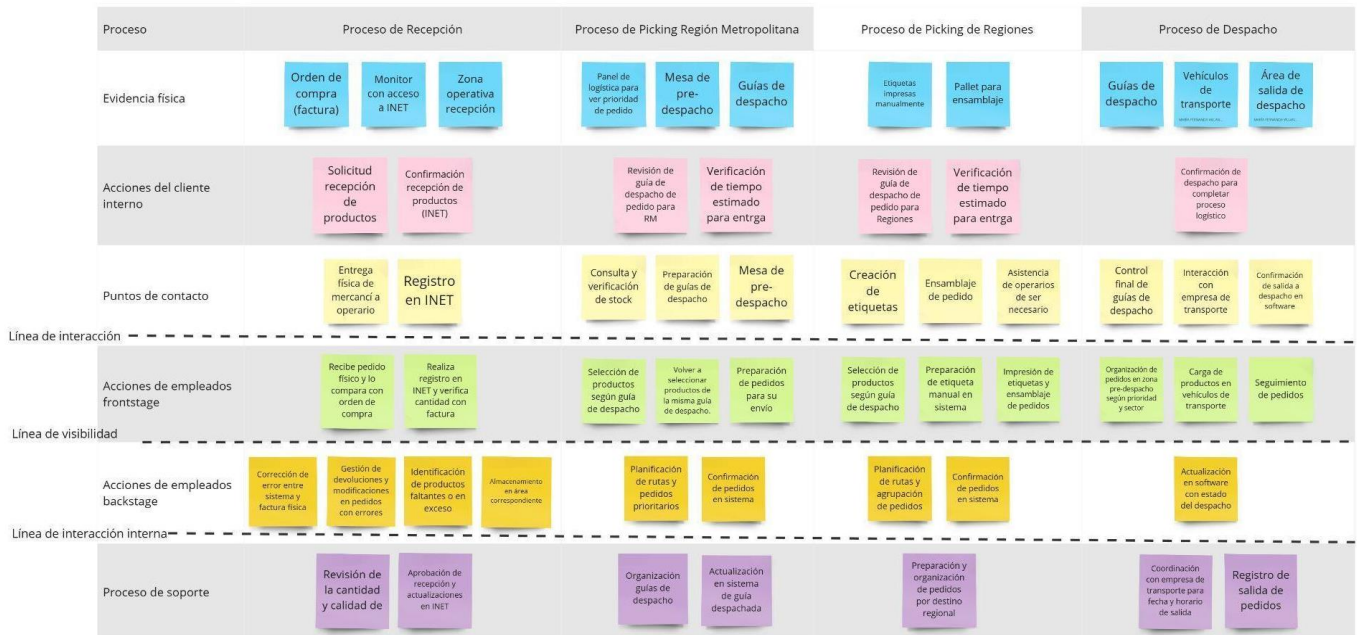 Proceso
Proceso de Recepción
Proceso de Picking Región Metropolitana
Proceso de Picking de Regiones
Proceso de Despacho
Evidencia física
Orden de
compra
(factura)
Monitor
con acceso
a INET
Zona
operativa
recepción
Panel de
logística para
ver prioridad
de pedido
Mesa de
pre-
despacho
Guías de
despacho
Etiquetas
impresas
manualmente
Pallet para
ensamblaje
Guías de
despacho
Vehículos
de
transporte
Área de
salida de
despacho
Acciones del cliente
interno
Solicitud
recepción
de
productos
Confirmación
recepción de
productos
(INET)
Revisión de
guía de
despacho de
pedido para
RM
Verificación
de tiempo
estimado
para entrga
Revisión de
guía de
despacho de
pedido para
Regiones
Verificación
de tiempo
estimado
para entrga
Confirmación de
despacho para
completar
proceso
logístico
Puntos de contacto
Entrega
física de
mercancí a
operario
Registro
en INET
Consulta y
verificación
de stock
Preparación
de guías de
despacho
Mesa de
pre-
despacho
Creación
de
etiquetas
Ensamblaje
de pedido
Asistencia
de operarios
de ser
necesario
Control
final de
guías de
despacho
Interacción
con
empresa de
transporte
Confirmación
de salida a
despacho en
software
Línea de interacción
Acciones de empleados
frontstage
Recibe pedido
físico y lo
compara con
orden de
compra
Realiza
registro en
INET y verifica
cantidad con
factura
Selección de
productos
según guía
de despacho
Volver a
seleccionar
productos de
la misma guía
de despacho.
Preparación
de pedidos
para su
envío
Selección de
productos
según guía
de despacho
Preparación
de etiqueta
manual en
sistema
Impresión de
etiquetas y
ensamblaje
de pedidos
Organización de
pedidos en zona
pre-despacho
según prioridad
y sector
Carga de
productos en
vehículos de
transporte
Seguimiento
de pedidos
Línea de visibilidad
Acciones de empleados
backstage
Corrección de
error entre
sistema y
factura física
Gestión de
devoluciones y
modificaciones
en pedidos
con errores
Identificación
de productos
faltantes o en
exceso
Almacenamiento
en área
correspondiente
Planificación
de rutas y
pedidos
prioritarios
Confirmación
de pedidos
en sistema
Planificación
de rutas y
agrupación
de pedidos
Confirmación
de pedidos
en sistema
Actualización
en software
con estado
del despacho
Línea de interacción interna
Proceso de soporte
Revisión de
la cantidad
y calidad de
Aprobación de
recepción y
actualizaciones
en INET
Organización
guías de
despacho
Actualización
en sistema
de guía
despachada
Preparación y
organización
de pedidos
por destino
regional
Coordinación
con empresa de
transporte para
fecha y horario
de salida
Registro de
salida de
pedidos